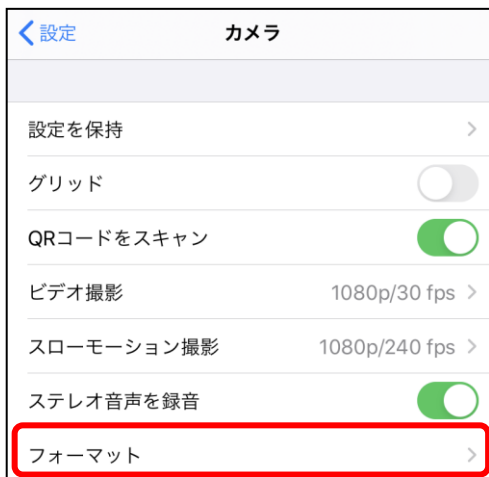 設定 カメラ
設定を保持
グリッド
QRコードをスキャン
ビデオ撮影 1080p/30 fps
スローモーション撮影 1080p/240 fps
ステレオ音声を録音
フォーマット